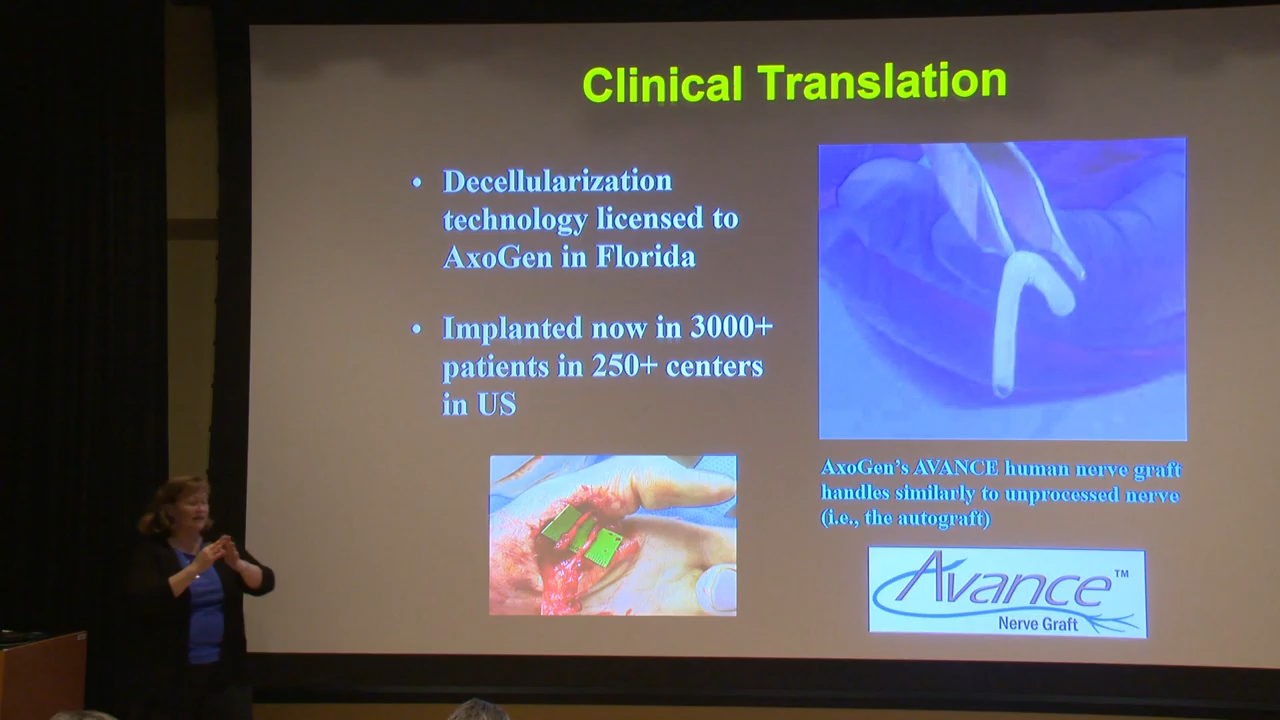 Clinical Translation
• Decellularization
technology licensed to
AxoGen in Florida
• Implanted now in 3000+
patients in 250+ centers
in US
AxoGen's AVANCE human nerve graft
handles similarly to unprocessed nerve
(i.e., the autograft)
Avance™
Nerve Graft